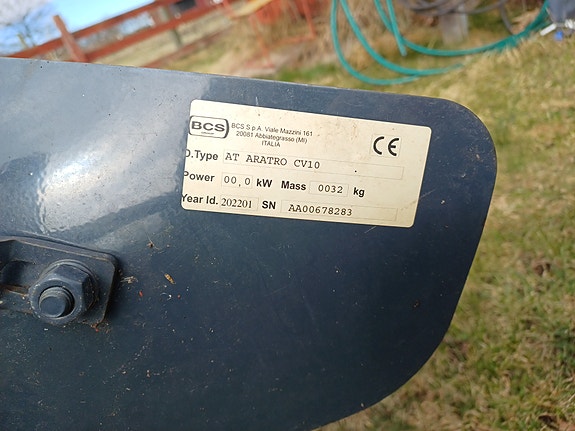 BCS
BCS S.p.A. Viale Mazzini 161
20081 Abbiategrasso (MI)
ITALIA
CE
D.Type AT ARATRO CV10
Power 00,0 kW Mass 0032 kg
Year Id. 202201 SN AA00678283